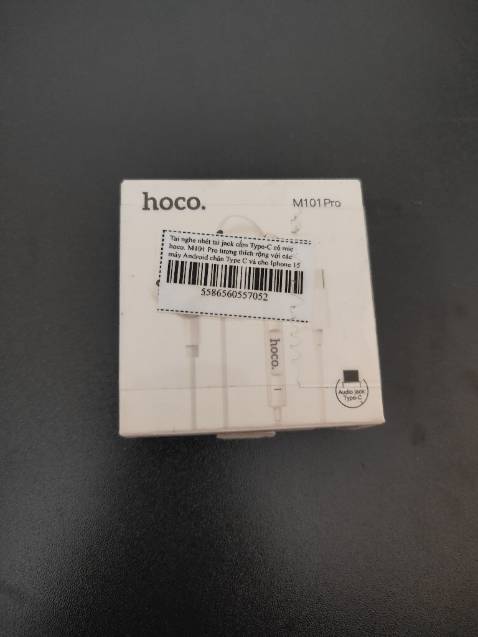 hoco.
M101 Pro
Tai nghe nhét tai jack cắm Type-C có mic
hoco. M101 Pro tương thích rộng với các
máy Android chân Type C và cho Iphone 15
5586560557052
hoco.
Audio jack
Type-C